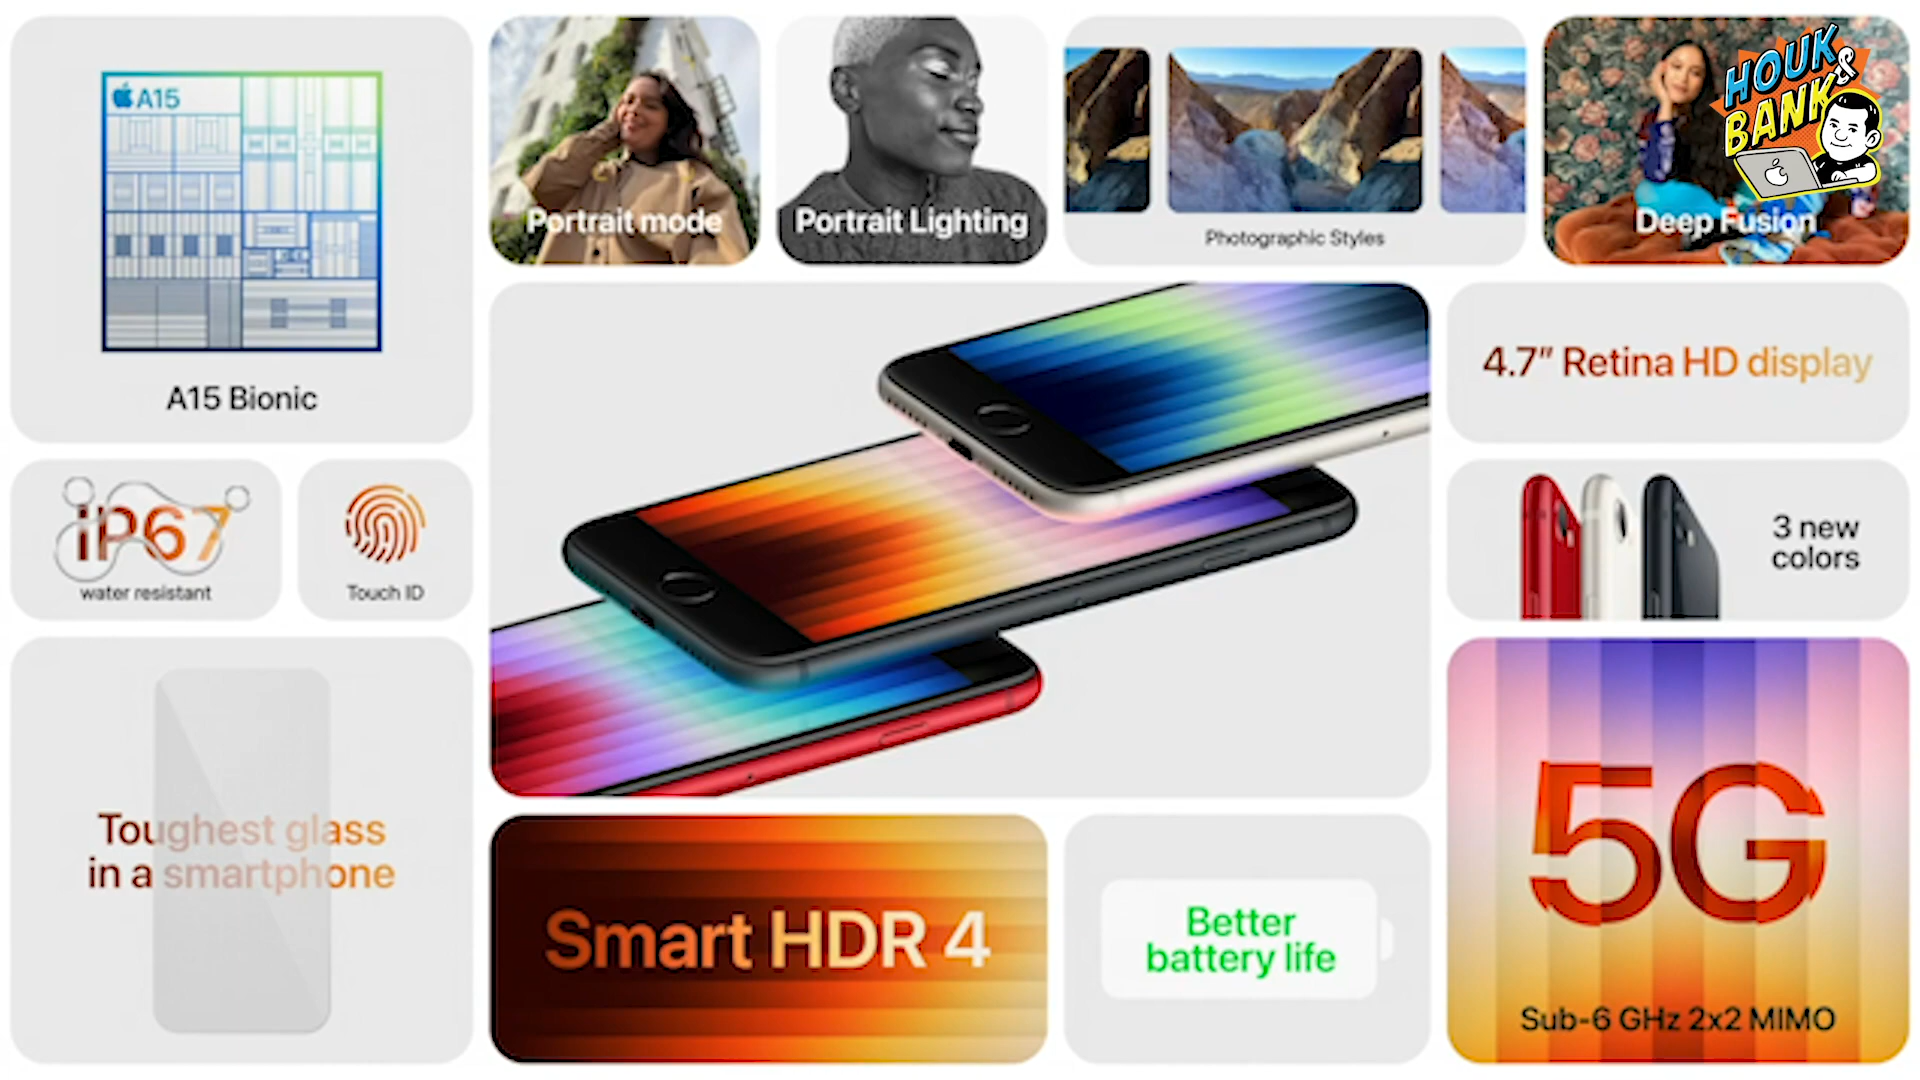 A15
A15 Bionic
Portrait mode
Portrait Lighting
Photographic Styles
Deep Fusion
HOUK
&
BANK
4.7" Retina HD display
IP67
water resistant
Touch ID
3 new
colors
Toughest glass
in a smartphone
Smart HDR 4
Better
battery life
5G
Sub-6 GHz 2x2 MIMO